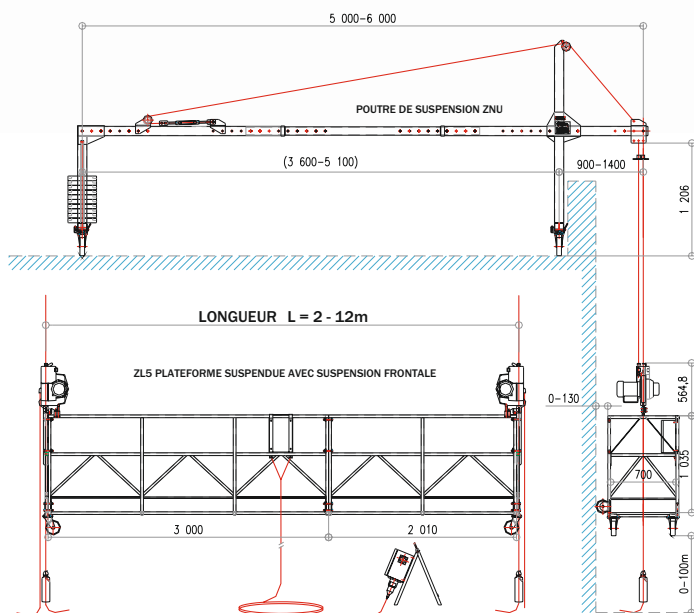 5 000-6 000
POUTRE DE SUSPENSION ZNU
(3 600-5 100)
900-1400
1 206
LONGUEUR L = 2 - 12m
ZL5 PLATEFORME SUSPENDUE AVEC SUSPENSION FRONTALE
0-130
564.8
1 035
700
3 000
2 010
0-100m